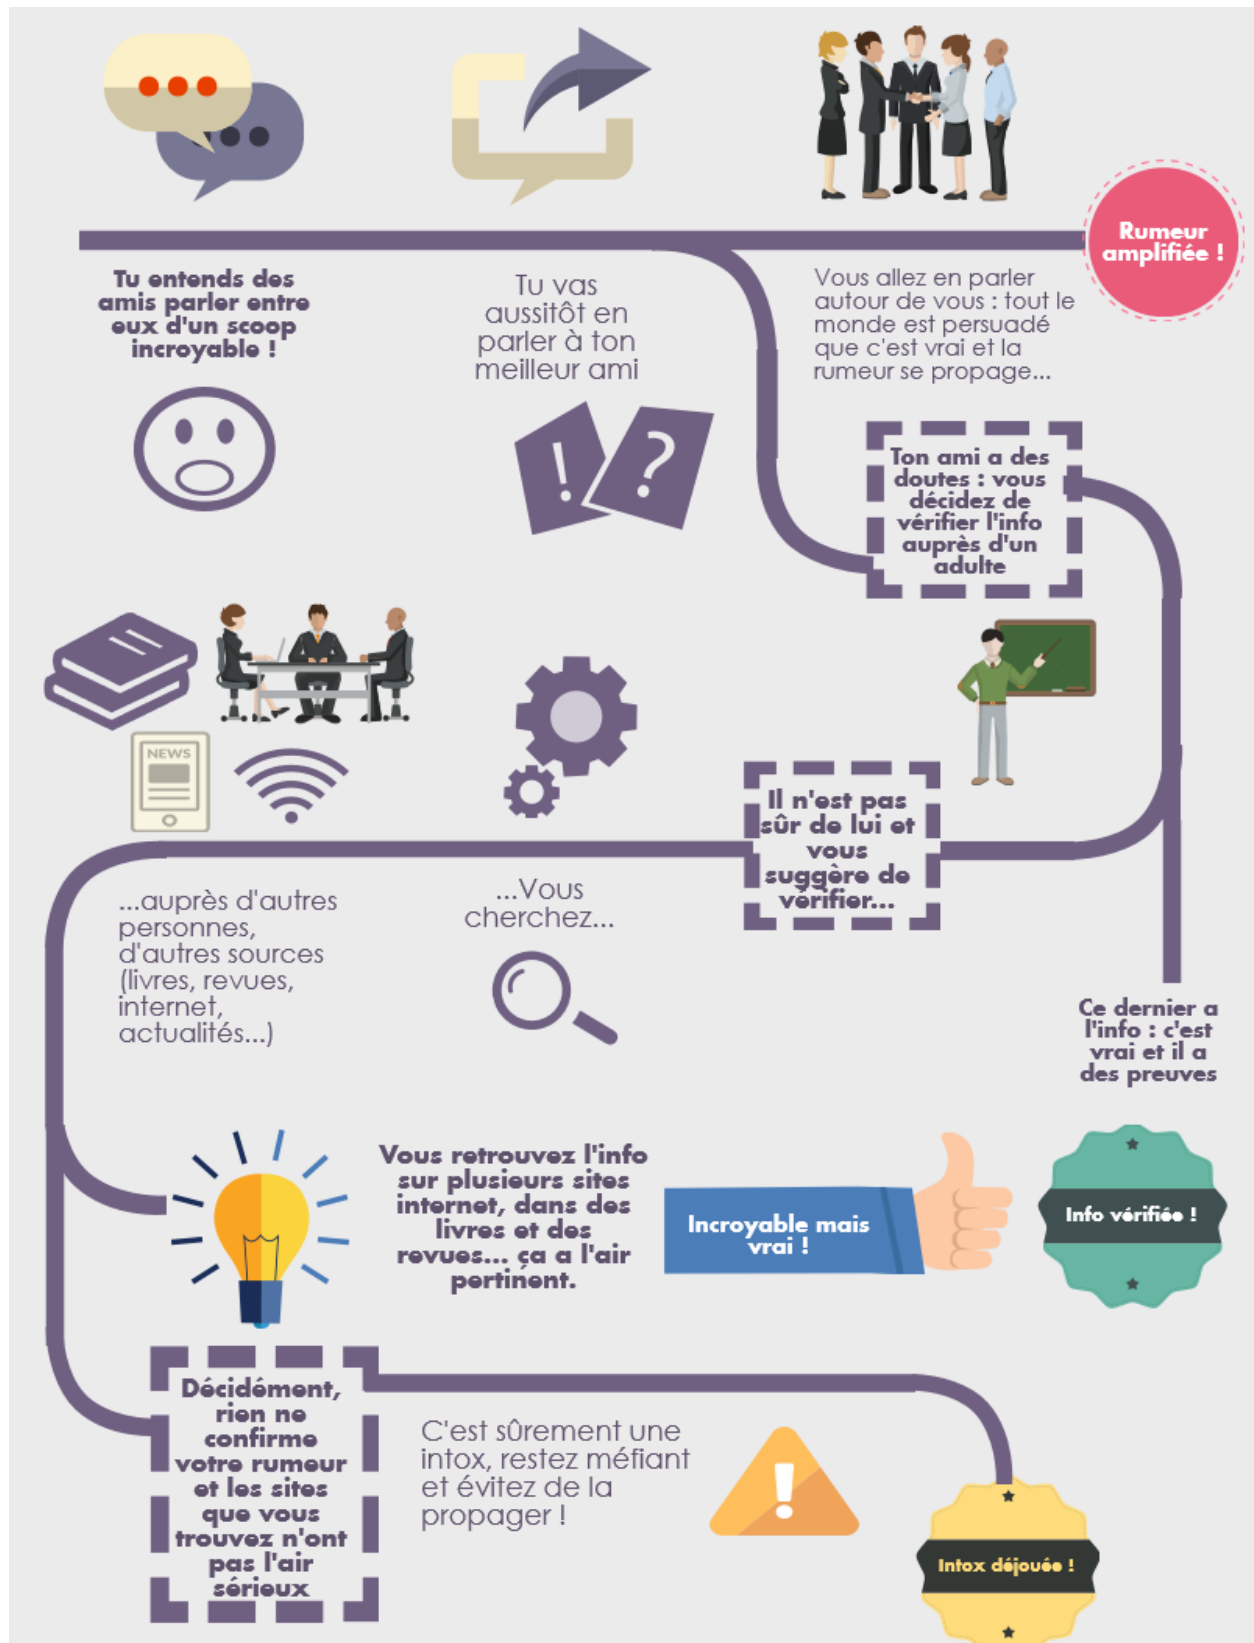 Tu entends des
amis parler entre
eux d'un scoop
incroyable !
Tu vas
aussitôt en
parler à ton
meilleur ami
Vous allez en parler
autour de vous : tout le
monde est persuadé
que c'est vrai et la
rumeur se propage...
Rumeur
amplifiée !
!
?
Ton ami a des
doutes : vous
décidez de
vérifier l'info
auprès d'un
adulte
NEWS
Il n'est pas
sûr de lui et
vous
suggère de
vérifier...
...Vous
cherchez...
...auprès d'autres
personnes,
d'autres sources
(livres, revues,
internet,
actualités...)
Ce dernier a
l'info : c'est
vrai et il a
des preuves
Vous retrouvez l'info
sur plusieurs sites
internet, dans des
livres et des
revues... ça a l'air
pertinent.
Incroyable mais
vrai !
Info vérifiée !
Décidément,
rien ne
confirme
votre rumeur
et les sites
que vous
trouvez n'ont
pas l'air
sérieux
C'est sûrement une
intox, restez méfiant
et évitez de la
propager !
!
Intox déjouée !